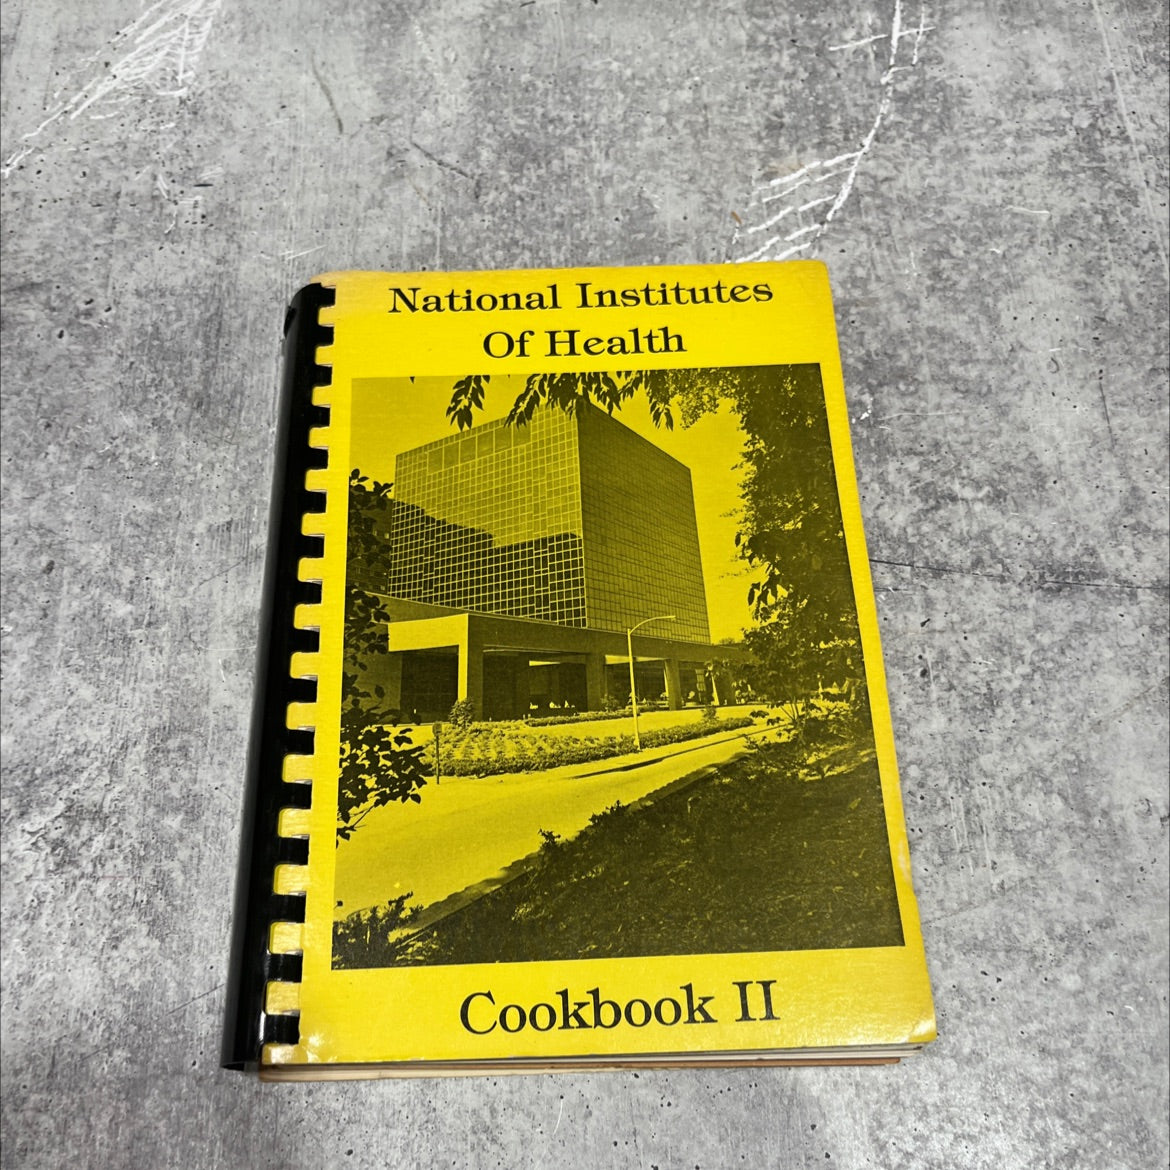 National Institutes
Of Health
Cookbook II